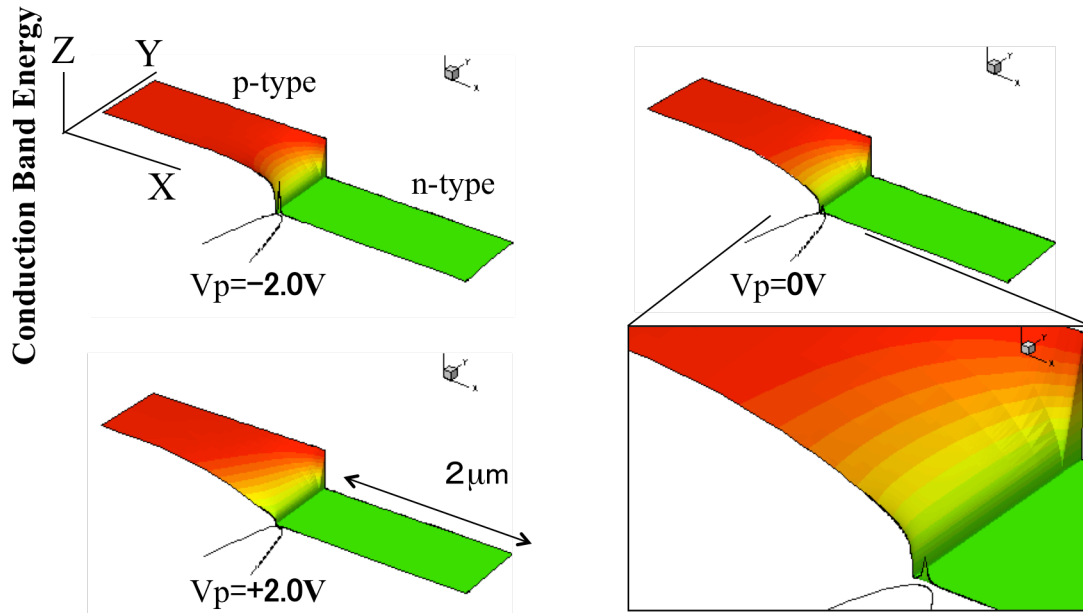 Conduction Band Energy
Z
Y
X
p-type
n-type
Vp=−2.0V
Y
X
Vp=0V
Y
X
2μm
Vp=+2.0V
Y
X
Y
X